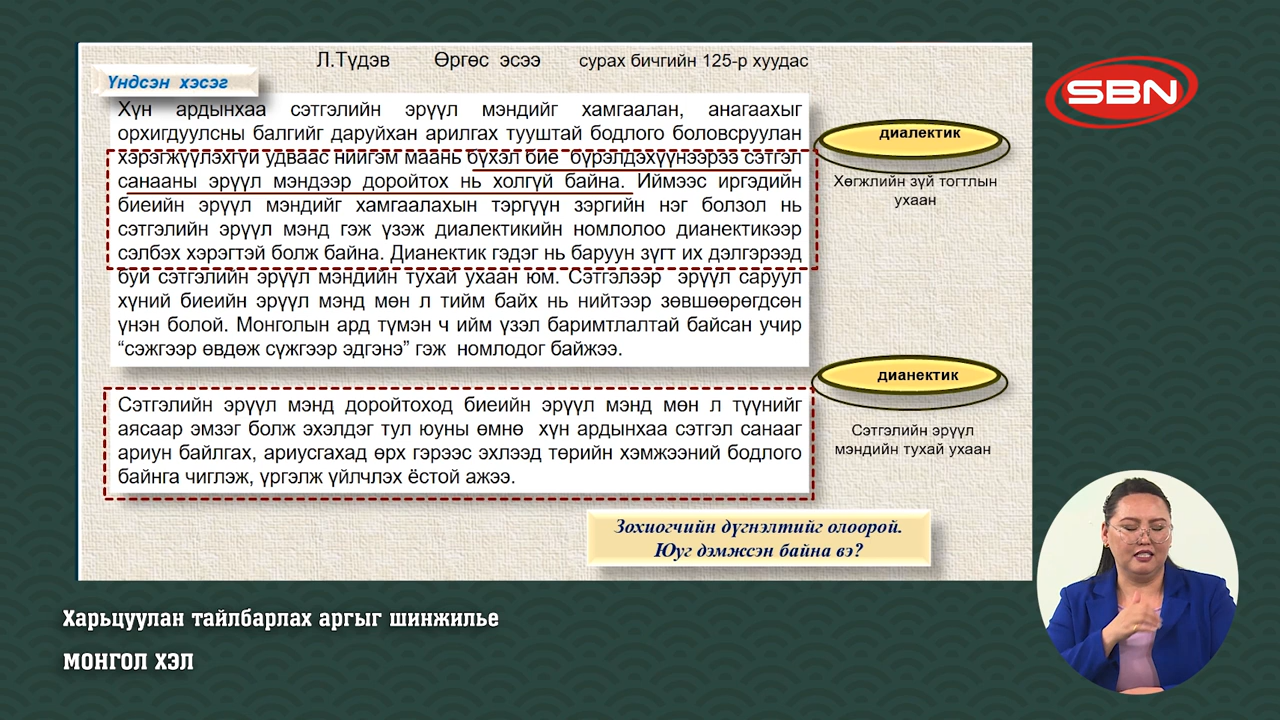 Л.Түдэв Өргөс эсээ сурах бичгийн 125-р хуудас
Үндсэн хэсэг
Хүн ардынхаа сэтгэлийн эрүүл мэндийг хамгаалан, анагаахыг
орхигдуулсны балгийг даруйхан арилгах тууштай бодлого боловсруулан
хэрэгжүүлэхгүй удваас нийгэм маань бүхэл бие бүрэлдэхүүнээрээ сэтгэл
санааны эрүүл мэндээр доройтох нь холгүй байна. Иймээс иргэдийн
биеийн эрүүл мэндийг хамгаалахын тэргүүн зэргийн нэг болзол нь
сэтгэлийн эрүүл мэнд гэж үзэж диалектикийн номлолоо дианектикээр
сэлбэх хэрэгтэй болж байна. Дианектик гэдэг нь баруун зүгт их дэлгэрээд
буй сэтгэлийн эрүүл мэндийн тухай ухаан юм. Сэтгэлээр эрүүл саруул
хүний биеийн эрүүл мэнд мөн л тийм байх нь нийтээр зөвшөөрөгдсөн
үнэн болой. Монголын ард түмэн ч ийм үзэл баримтлалтай байсан учир
“сэжгээр өвдөж сүжгээр эдгэнэ” гэж номлодог байжээ.
Сэтгэлийн эрүүл мэнд доройтоход биеийн эрүүл мэнд мөн л түүнийг
аясаар эмзэг болж эхэлдэг тул юуны өмнө хүн ардынхаа сэтгэл санааг
ариун байлгах, ариусгахад өрх гэрээс эхлээд төрийн хэмжээний бодлого
байнга чиглэж, үргэлж үйлчлэх ёстой ажээ.
диалектик
Хөгжлийн зүй тогтлын
ухаан
дианектик
Сэтгэлийн эрүүл
мэндийн тухай ухаан
Зохиогчийн дүгнэлтийг олоорой.
Юуг дэмжсэн байна вэ?
SBN
Харьцуулан тайлбарлах аргыг шинжилье
МОНГОЛ ХЭЛ